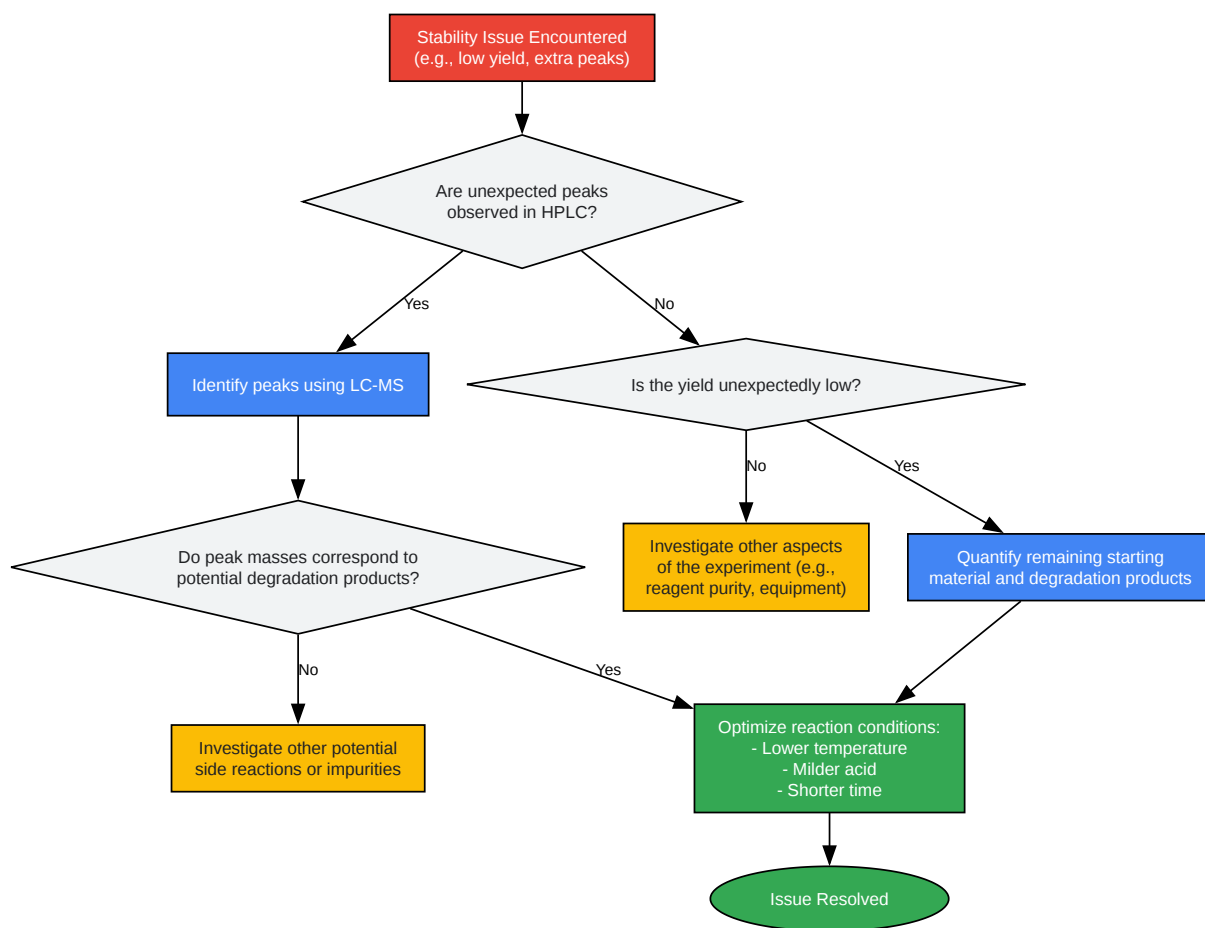 Stability Issue Encountered
(e.g., low yield, extra peaks)
Are unexpected peaks
observed in HPLC?
Yes
No
Identify peaks using LC-MS
Is the yield unexpectedly low?
No
Yes
Do peak masses correspond to
potential degradation products?
Investigate other aspects
of the experiment (e.g.,
reagent purity, equipment)
Quantify remaining starting
material and degradation products
No
Yes
Investigate other potential
side reactions or impurities
Optimize reaction conditions:
- Lower temperature
- Milder acid
- Shorter time
Issue Resolved